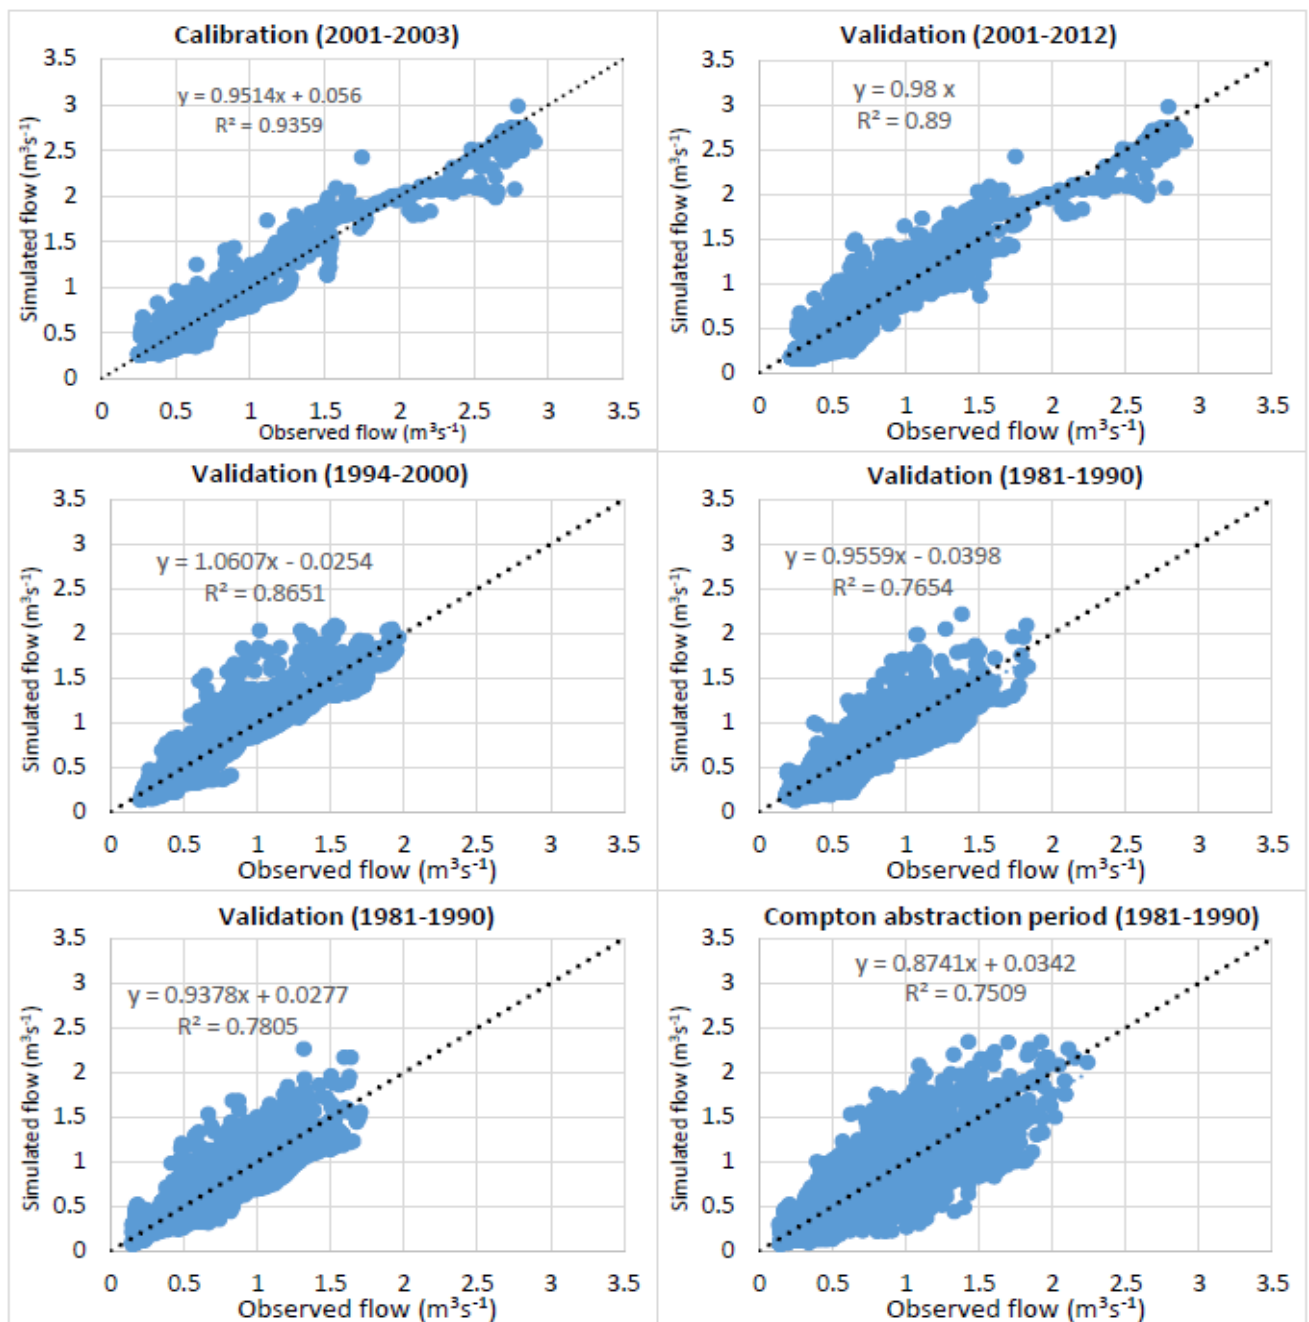 Calibration (2001-2003)
3.5
3
2.5
2
1.5
1
0.5
0
Simulated flow (m³s⁻¹)
y = 0.9514x + 0.056
R² = 0.9359
0 0.5 1 1.5 2 2.5 3 3.5
Observed flow (m³s⁻¹)
Validation (2001-2012)
3.5
3
2.5
2
1.5
1
0.5
0
Simulated flow (m³s⁻¹)
y = 0.98 x
R² = 0.89
0 0.5 1 1.5 2 2.5 3 3.5
Observed flow (m³s⁻¹)
Validation (1994-2000)
3.5
3
2.5
2
1.5
1
0.5
0
Simulated flow (m³s⁻¹)
y = 1.0607x - 0.0254
R² = 0.8651
0 0.5 1 1.5 2 2.5 3 3.5
Observed flow (m³s⁻¹)
Validation (1981-1990)
3.5
3
2.5
2
1.5
1
0.5
0
Simulated flow (m³s⁻¹)
y = 0.9559x - 0.0398
R² = 0.7654
0 0.5 1 1.5 2 2.5 3 3.5
Observed flow (m³s⁻¹)
Validation (1981-1990)
3.5
3
2.5
2
1.5
1
0.5
0
Simulated flow (m³s⁻¹)
y = 0.9378x + 0.0277
R² = 0.7805
0 0.5 1 1.5 2 2.5 3 3.5
Observed flow (m³s⁻¹)
Compton abstraction period (1981-1990)
3.5
3
2.5
2
1.5
1
0.5
0
Simulated flow (m³s⁻¹)
y = 0.8741x + 0.0342
R² = 0.7509
0 0.5 1 1.5 2 2.5 3 3.5
Observed flow (m³s⁻¹)